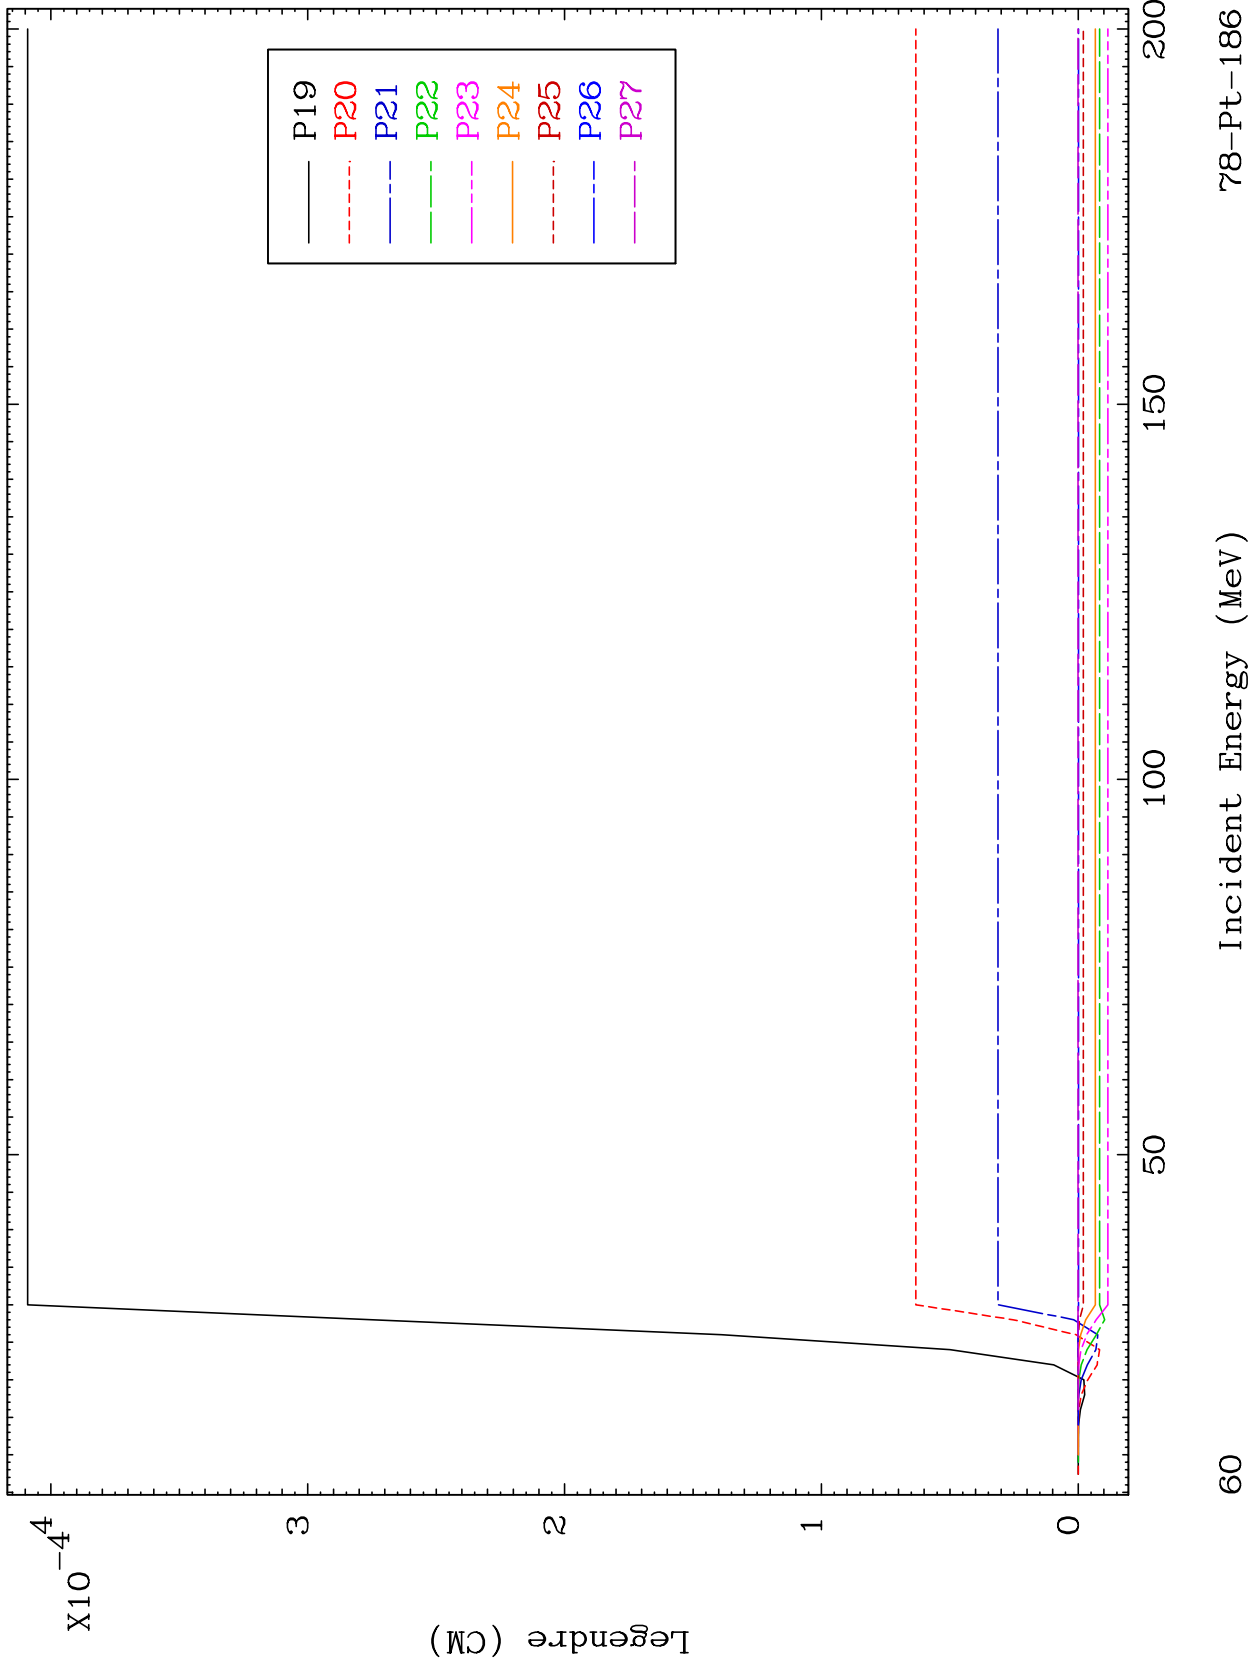 X10-4
4
3
2
1
0
Legendre (CM)
P19
P20
P21
P22
P23
P24
P25
P26
P27
50
100
150
200
60
Incident Energy (MeV)
78-Pt-186